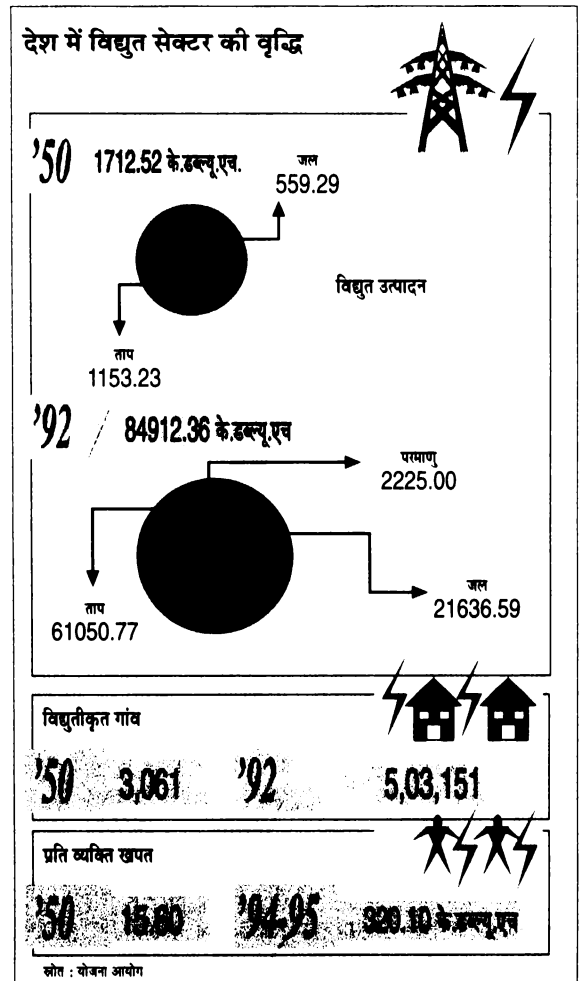 देश में विद्युत सेक्टर की वृद्धि
'50 1712.52 के.डब्ल्यू.एच.
जल
559.29
विद्युत उत्पादन
ताप
1153.23
'92 84912.36 के.डब्ल्यू.एच
परमाणु
2225.00
जल
21636.59
ताप
61050.77
विद्युतीकृत गांव
'50 3,061 '92 5,03,151
प्रति व्यक्ति खपत
'50 15.60 '94-95 320.10 के.डब्ल्यू.एच
स्रोत : योजना आयोग